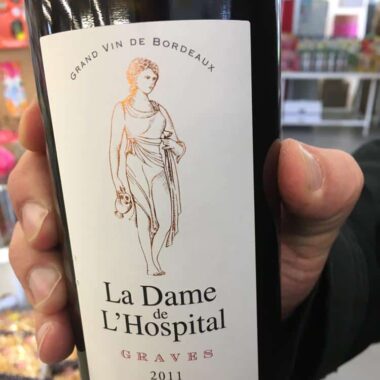 GRAND VIN DE BORDEAUX
La Dame
de
L'Hospital
GRAVES
2011